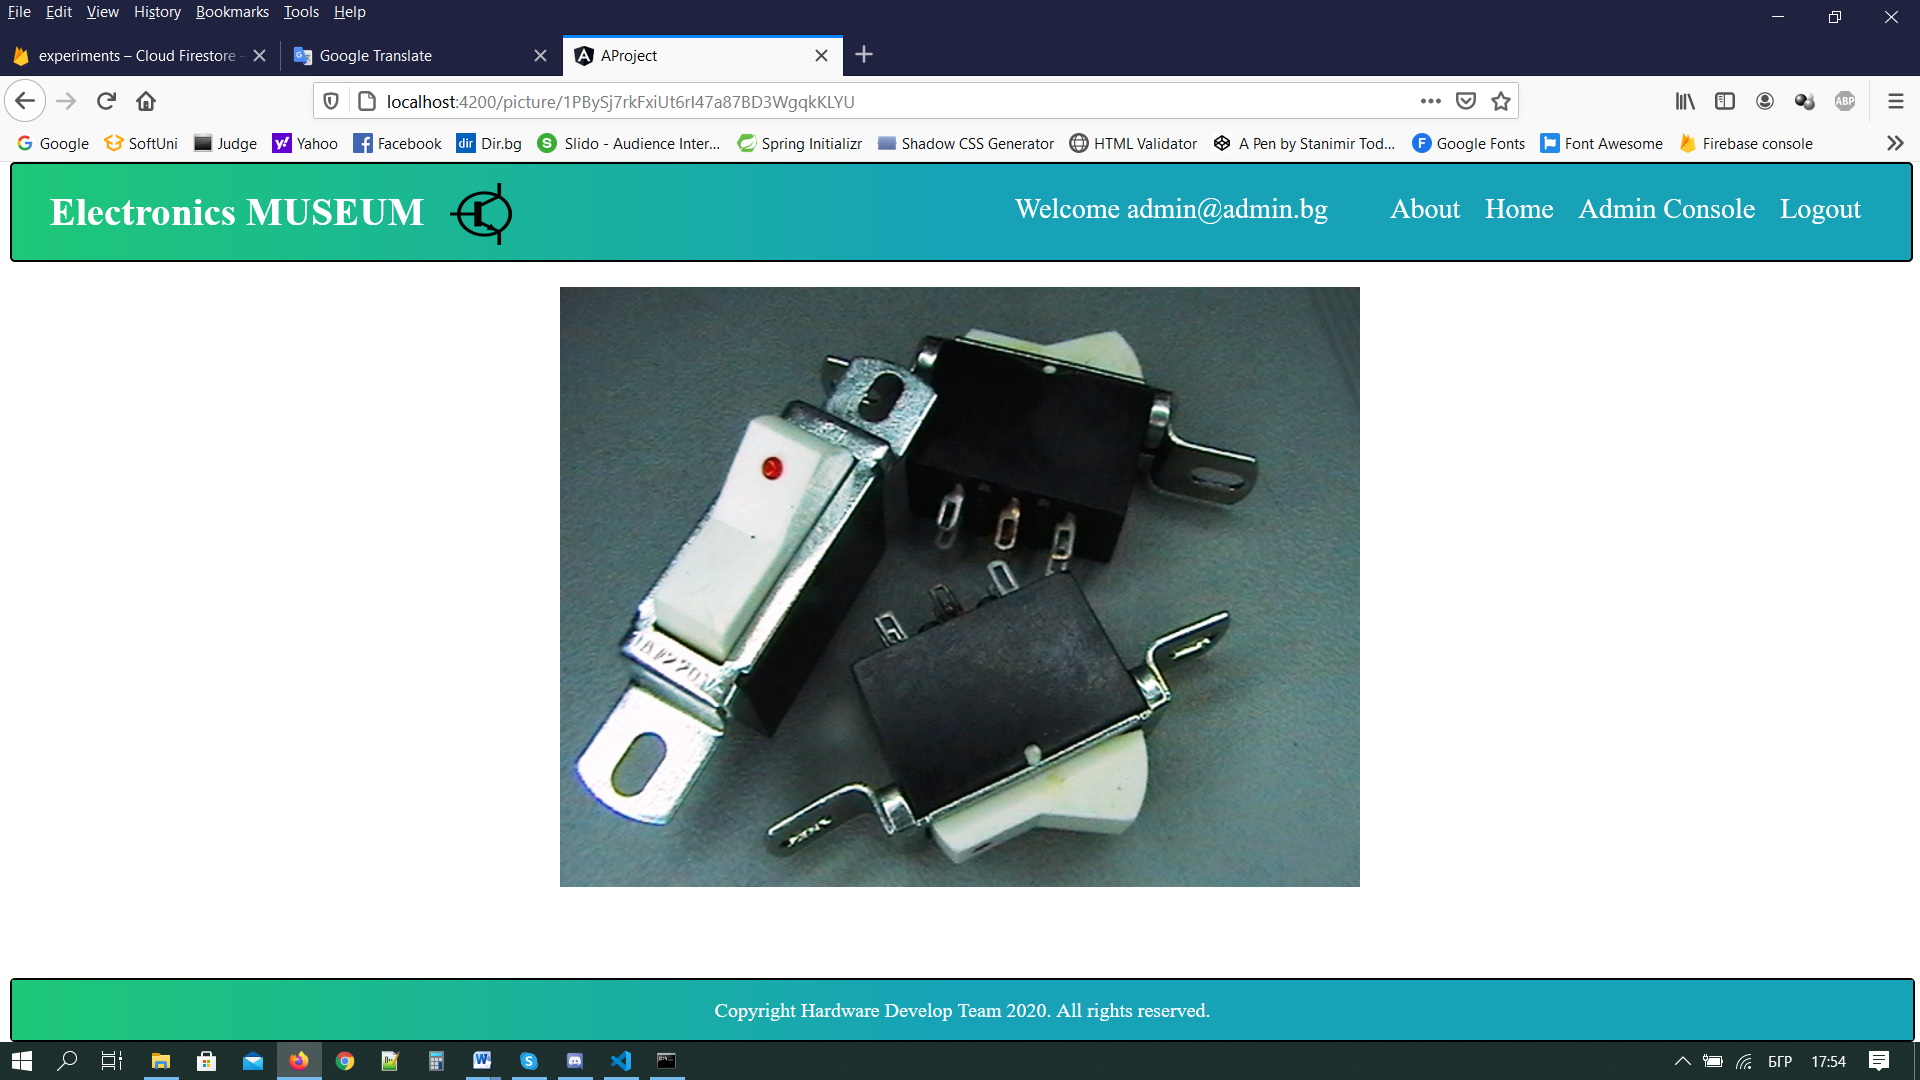 File Edit View History Bookmarks Tools Help
experiments – Cloud Firestore
Google Translate
AProject
localhost:4200/picture/1PBySj7rkFxiUt6rI47a87BD3WgqkKLYU
ABP
Google SoftUni Judge Yahoo Facebook dir Dir.bg S Slido - Audience Inter... Spring Initializr Shadow CSS Generator HTML Validator A Pen by Stanimir Tod... F Google Fonts Font Awesome Firebase console
Electronics MUSEUM
Welcome admin@admin.bg About Home Admin Console Logout
Copyright Hardware Develop Team 2020. All rights reserved.
БГР 17:54